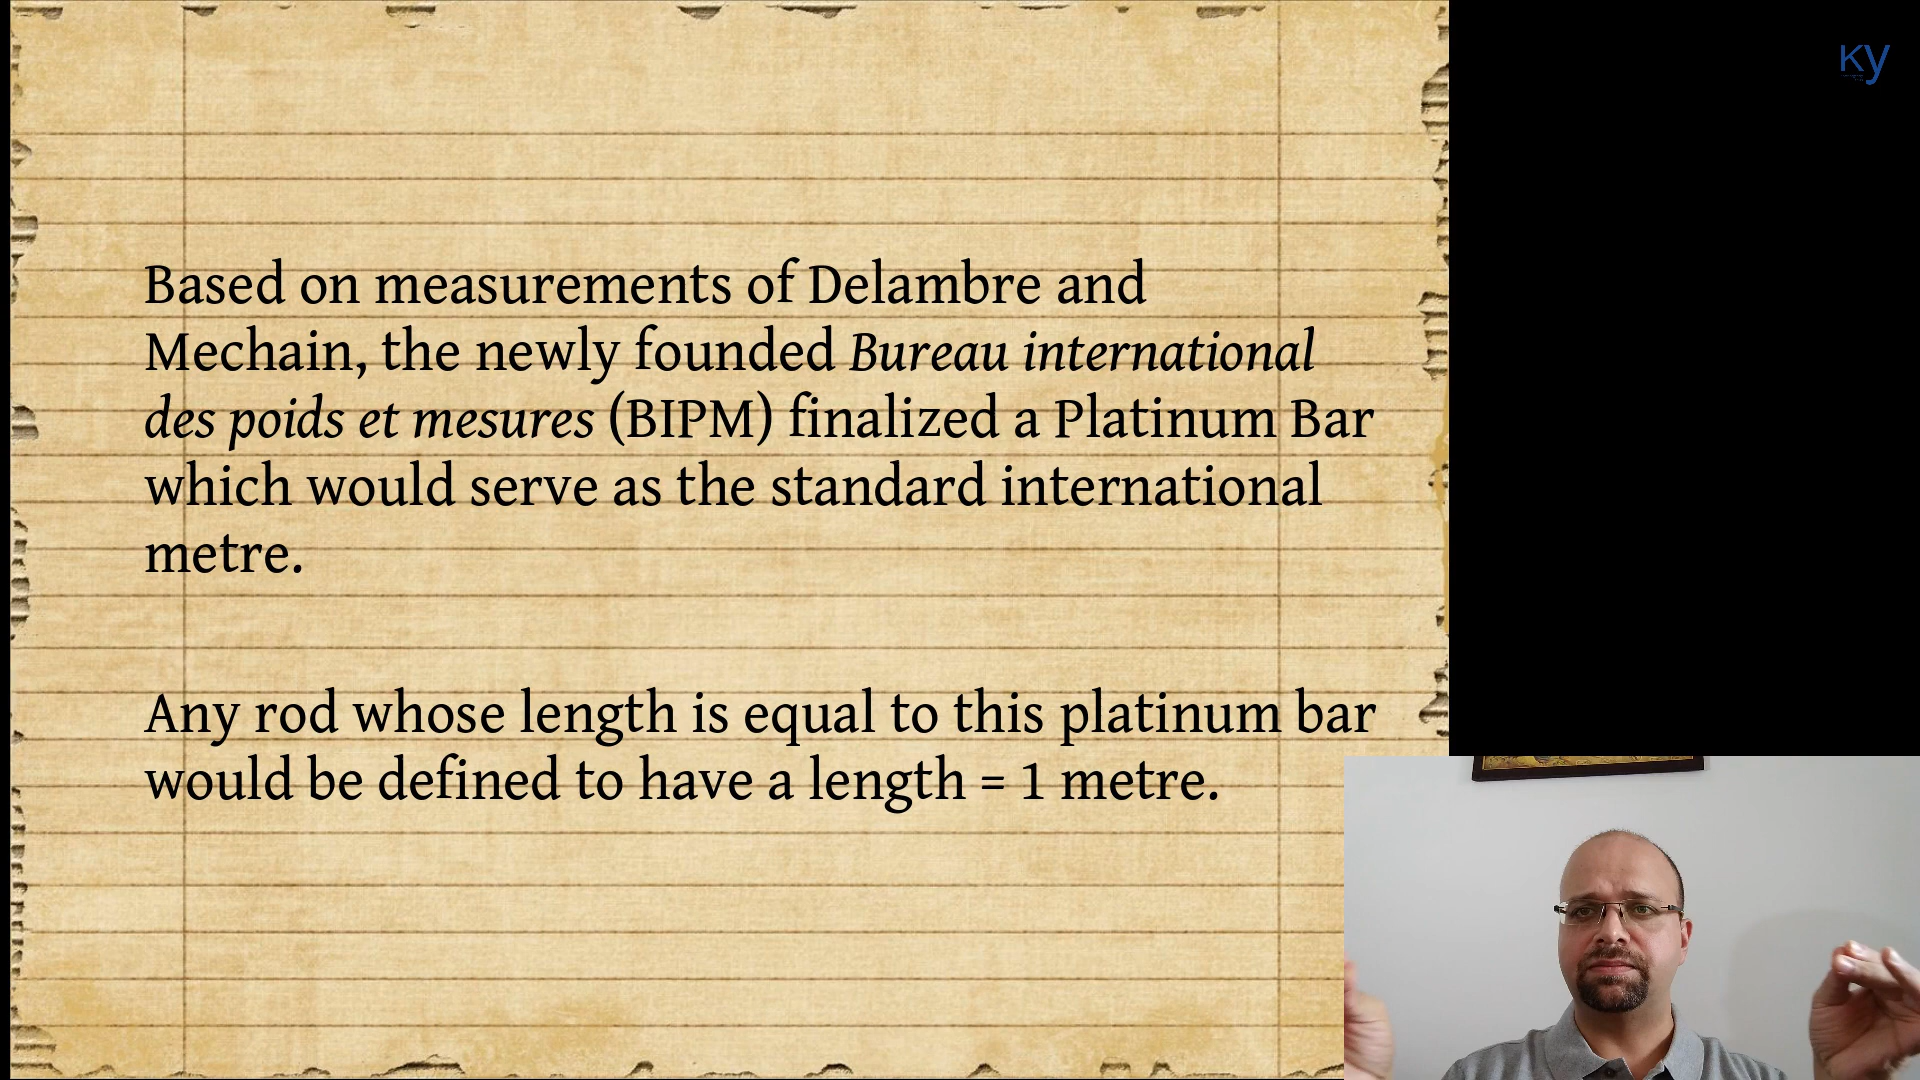 Based on measurements of Delambre and
Mechain, the newly founded Bureau international
des poids et mesures (BIPM) finalized a Platinum Bar
which would serve as the standard international
metre.
Any rod whose length is equal to this platinum bar
would be defined to have a length = 1 metre.
Ky